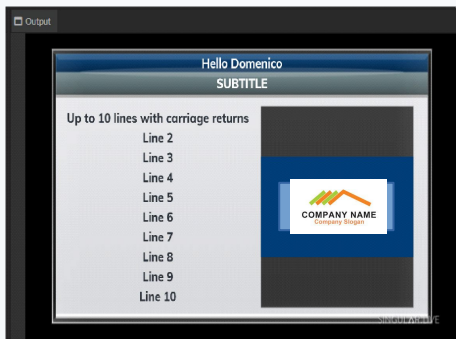 Output
Hello Domenico
SUBTITLE
Up to 10 lines with carriage returns
Line 2
Line 3
Line 4
Line 5
Line 6
Line 7
Line 8
Line 9
Line 10
COMPANY NAME
Company Slogan
SINGULAR.LIVE